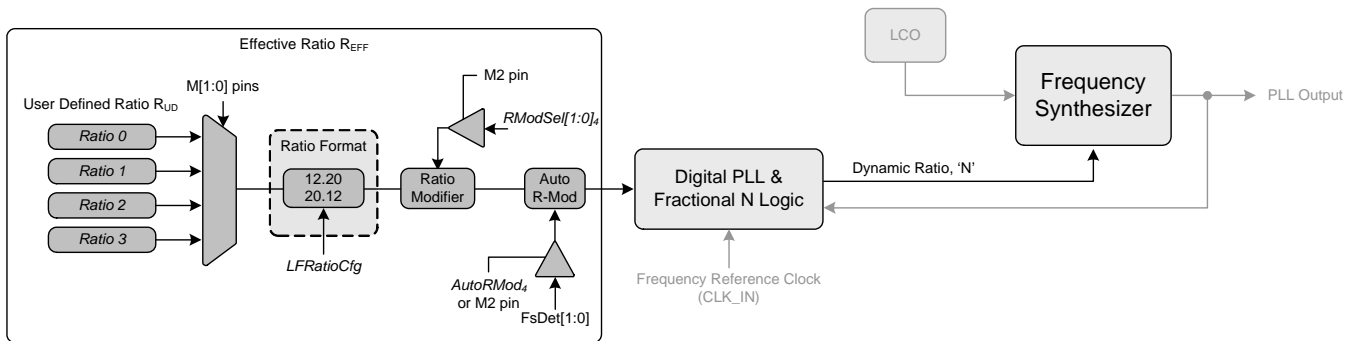 Effective Ratio REFF
M[1:0] pins
User Defined Ratio RUD
Ratio 0
Ratio 1
Ratio 2
Ratio 3
Ratio Format
12.20
20.12
LFRatioCfg
M2 pin
RModSel[1:0]4
Ratio
Modifier
Auto
R-Mod
AutoRMod4
or M2 pin
FsDet[1:0]
Digital PLL &
Fractional N Logic
Frequency Reference Clock
(CLK_IN)
Dynamic Ratio, ‘N’
LCO
Frequency
Synthesizer
PLL Output